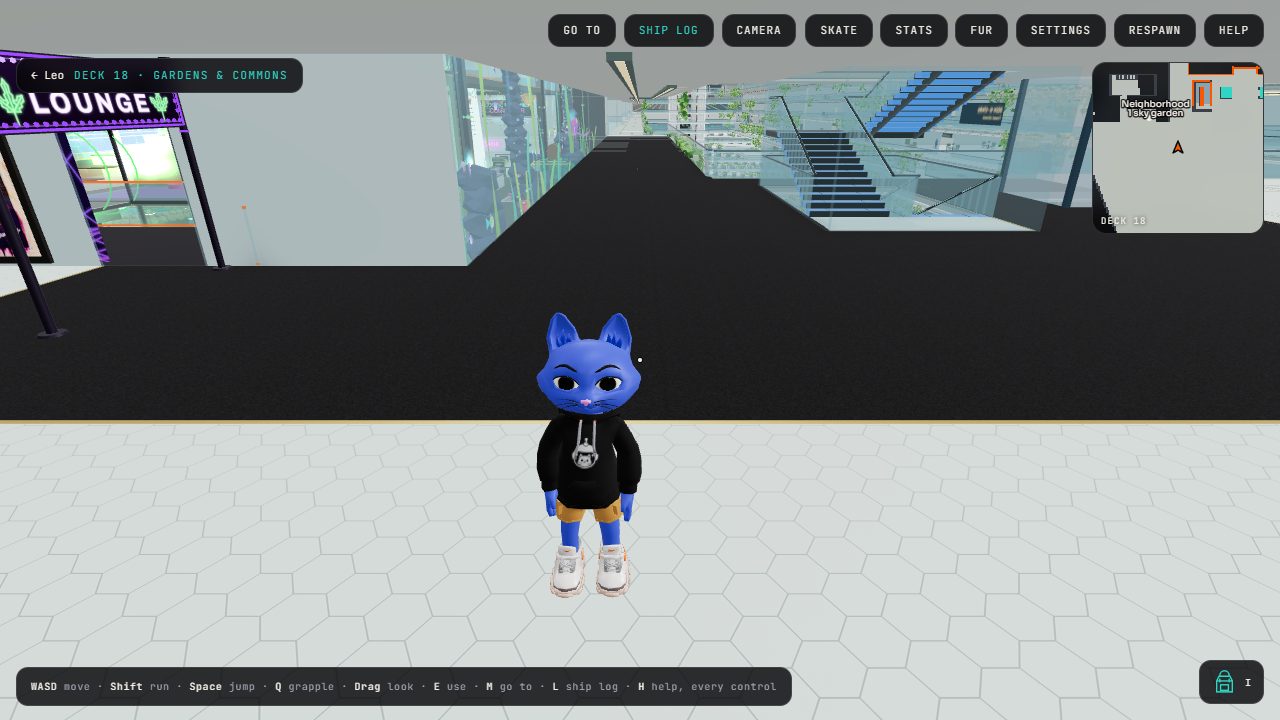 GO TO
SHIP LOG
CAMERA
SKATE
STATS
FUR
SETTINGS
RESPAWN
HELP
← Leo DECK 18 · GARDENS & COMMONS
LOUNGE
Neighborhood
1 sky garden
DECK 18
WASD move · Shift run · Space jump · Q grapple · Drag look · E use · M go to · L ship log · H help, every control
I